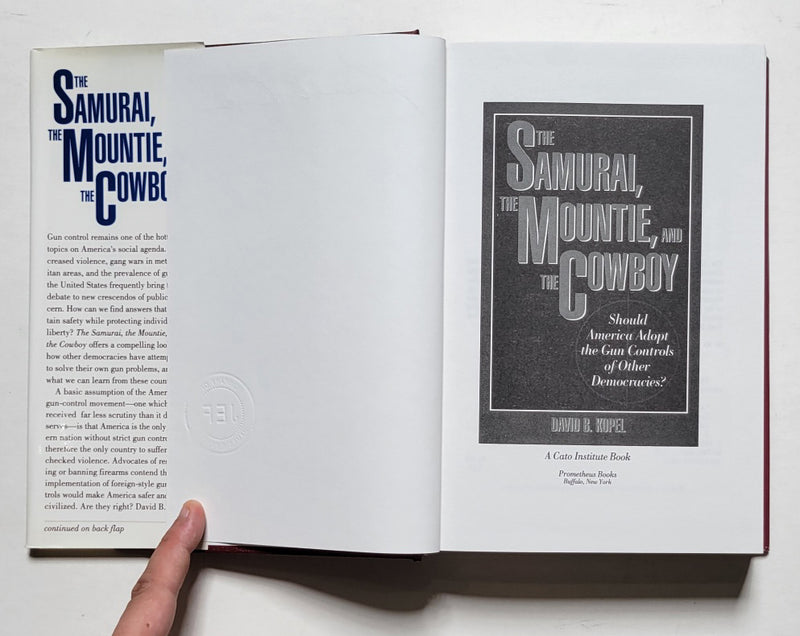 THE
SAMURAI,
THE MOUNTIE,
THE COWBO
Gun control remains one of the hot
topics on America's social agenda.
creased violence, gang wars in met
itan areas, and the prevalence of gu
the United States frequently bring
debate to new crescendos of public
cern. How can we find answers that
tain safety while protecting individ
liberty? The Samurai, the Mountie,
the Cowboy offers a compelling loo
how other democracies have attem
to solve their own gun problems, an
what we can learn from these coun
A basic assumption of the Amer
gun-control movement—one which
received far less scrutiny than it d
serves—is that America is the only
ern nation without strict gun contro
therefore the only country to suffer
checked violence. Advocates of res
ing or banning firearms contend th
implementation of foreign-style gu
trols would make America safer and
civilized. Are they right? David B.
continued on back flap
JEF
THE
SAMURAI,
THE MOUNTIE, AND
THE COWBOY
Should
America Adopt
the Gun Controls
of Other
Democracies?
DAVID B. KOPEL
A Cato Institute Book
Prometheus Books
Buffalo, New York